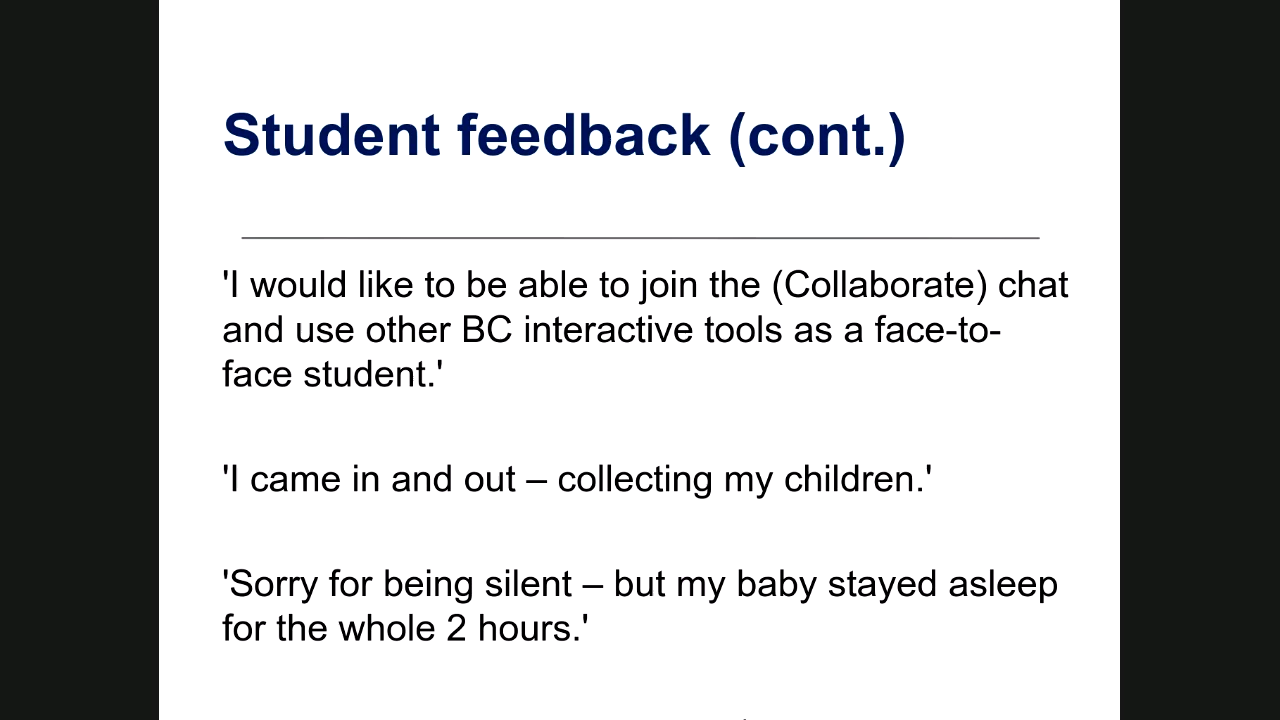 Student feedback (cont.)
'I would like to be able to join the (Collaborate) chat
and use other BC interactive tools as a face-to-
face student.'
'I came in and out – collecting my children.'
'Sorry for being silent – but my baby stayed asleep
for the whole 2 hours.'